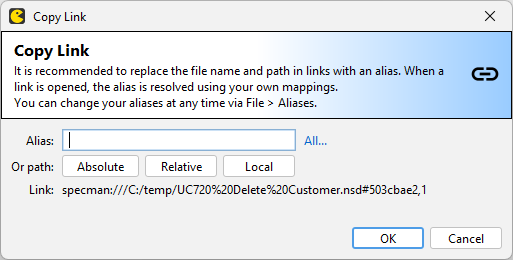 Copy Link
Copy Link
It is recommended to replace the file name and path in links with an alias. When a
link is opened, the alias is resolved using your own mappings.
You can change your aliases at any time via File > Aliases.
Alias: All...
Or path: Absolute Relative Local
Link: specman:///C:/temp/UC720%20Delete%20Customer.nsd#503cbae2,1
OK Cancel